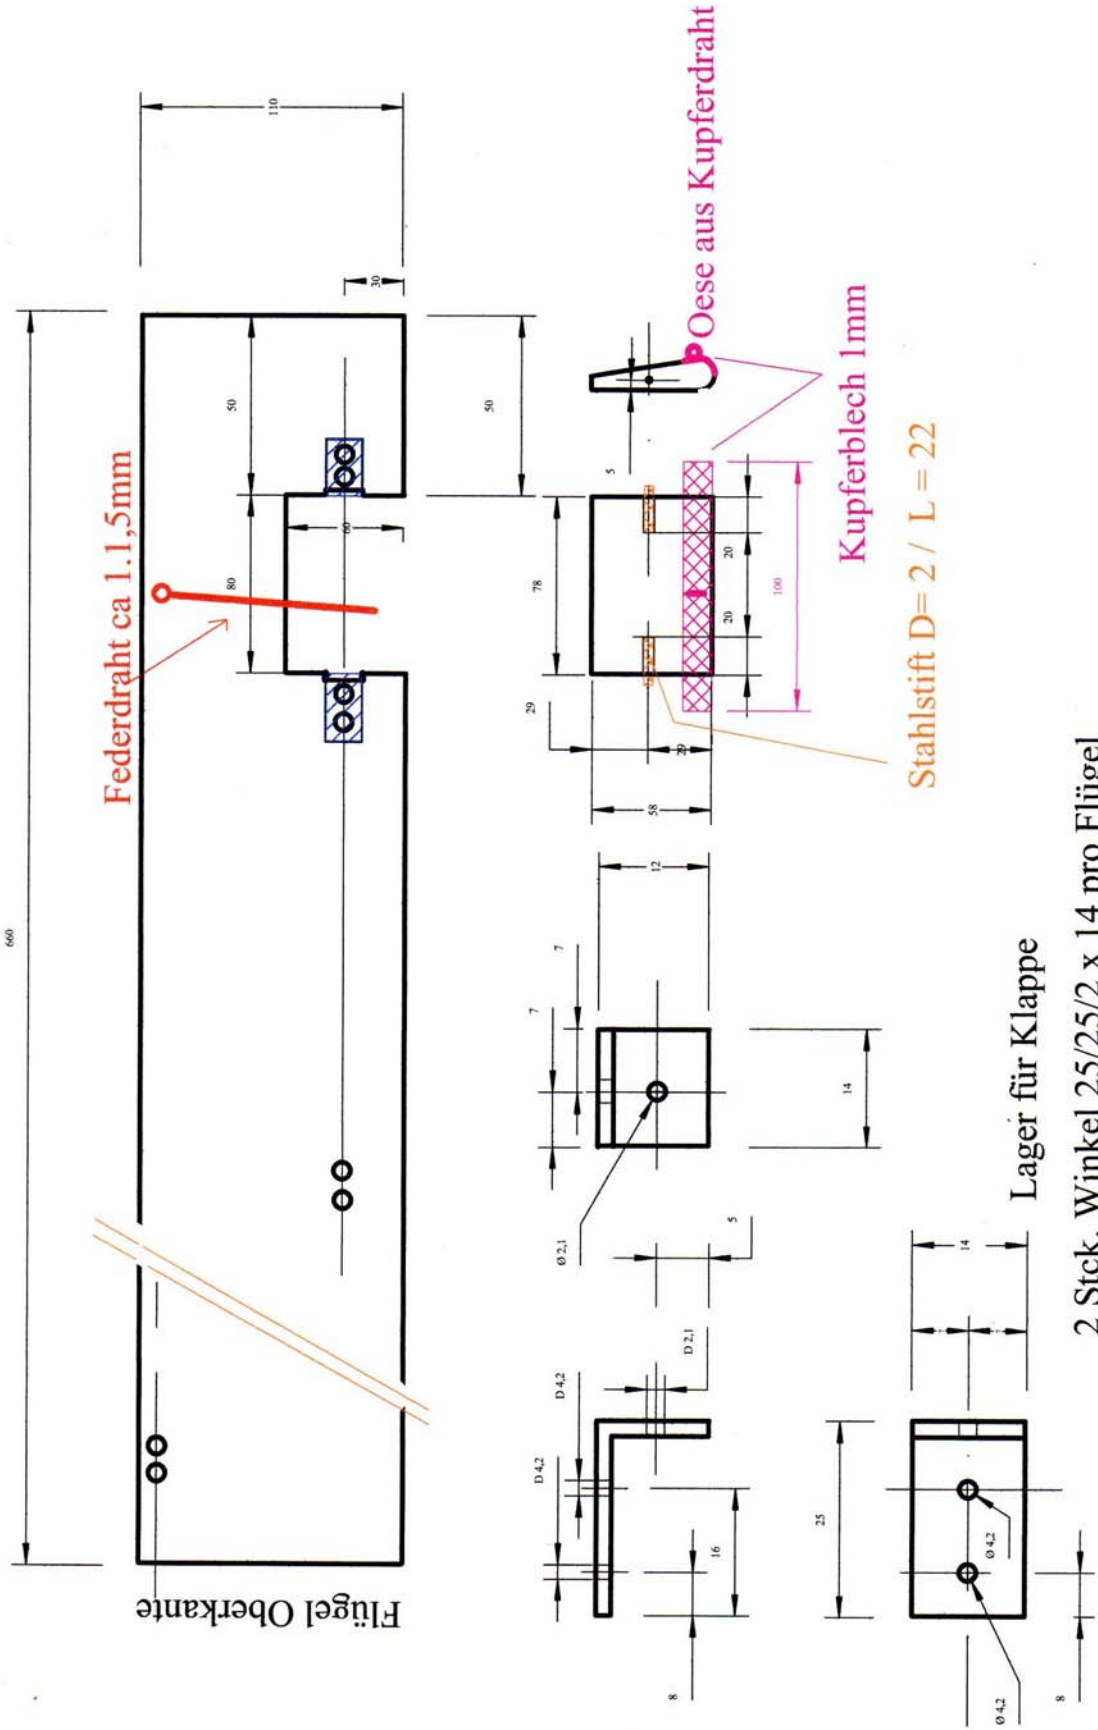 660
110
Federdraht ca 1.1,5mm
50
80
60
30
50
Flügel Oberkante
78
5
Oese aus Kupferdraht
29
29
58
20
20
100
Kupferblech 1mm
Stahlstift D= 2 / L = 22
7
7
12
14
Ø 2,1
5
D 4,2
D 4,2
D 2,1
16
8
Lager für Klappe
2 Stck. Winkel 25/25/2 x 14 pro Flügel
25
14
Ø 4,2
Ø 4,2
8